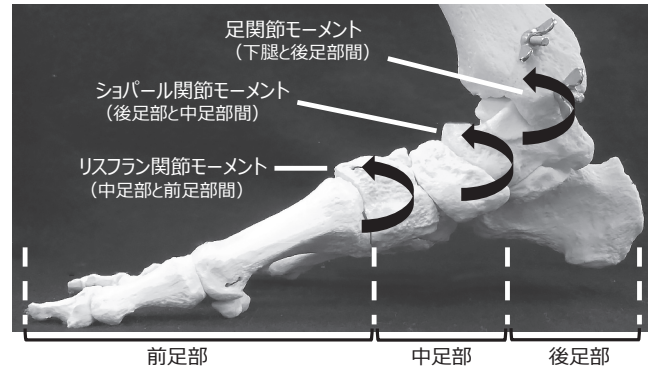 足関節モーメント
（下腿と後足部間）
ショパール関節モーメント
（後足部と中足部間）
リスフラン関節モーメント
（中足部と前足部間）
前足部
中足部
後足部